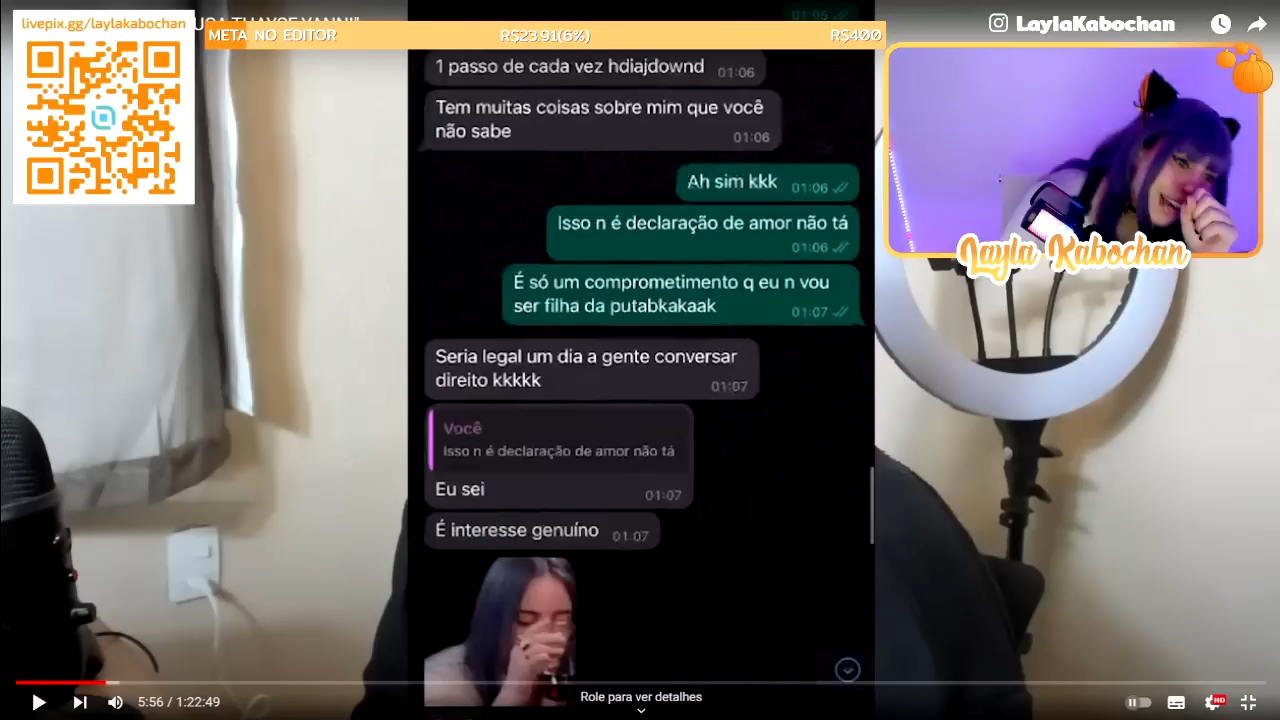 livepix.gg/laylakabochan
META NO EDITOR
R$23.91(6%)
R$400
LaylaKabochan
01:05
1 passo de cada vez hdiajdownd 01:06
Tem muitas coisas sobre mim que você
não sabe 01:06
Ah sim kkk 01:06
Isso n é declaração de amor não tá
01:06
É só um comprometimento q eu n vou
ser filha da putabkakaak 01:07
Seria legal um dia a gente conversar
direito kkkkk 01:07
Você
Isso n é declaração de amor não tá
Eu sei 01:07
É interesse genuíno 01:07
Layla Kabochan
5:56 / 1:22:49
Role para ver detalhes
HD